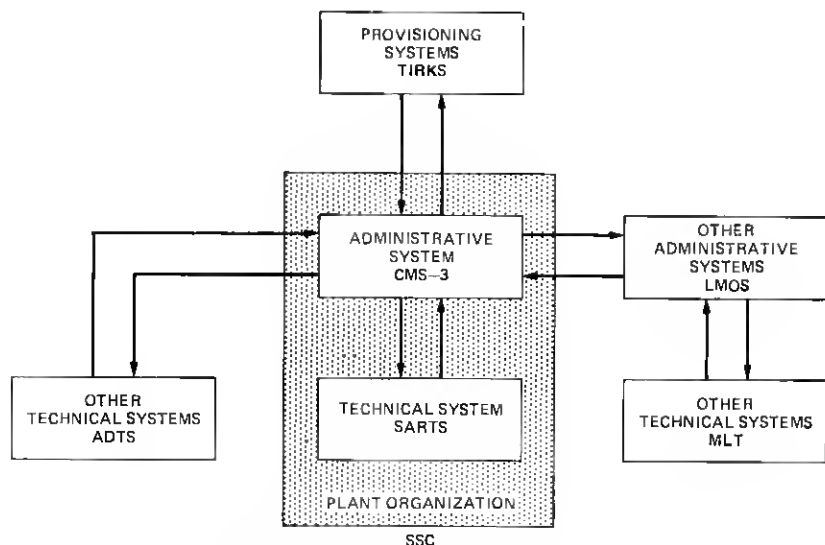 PROVISIONING
SYSTEMS
TIRKS
ADMINISTRATIVE
SYSTEM
CMS-3
OTHER
ADMINISTRATIVE
SYSTEMS
LMOS
OTHER
TECHNICAL SYSTEMS
ADTS
TECHNICAL SYSTEM
SARTS
OTHER
TECHNICAL SYSTEMS
MLT
PLANT ORGANIZATION
SSC